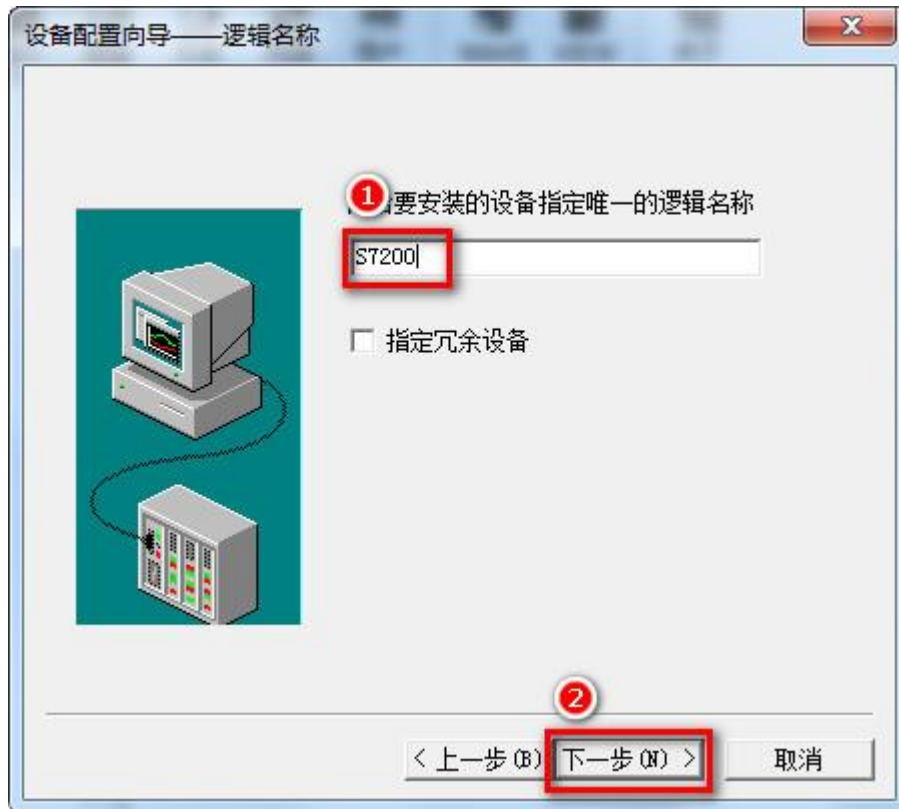 设备配置向导——逻辑名称
①
要安装的设备指定唯一的逻辑名称
S7200
指定冗余设备
②
< 上一步(B) 下一步(N) > 取消